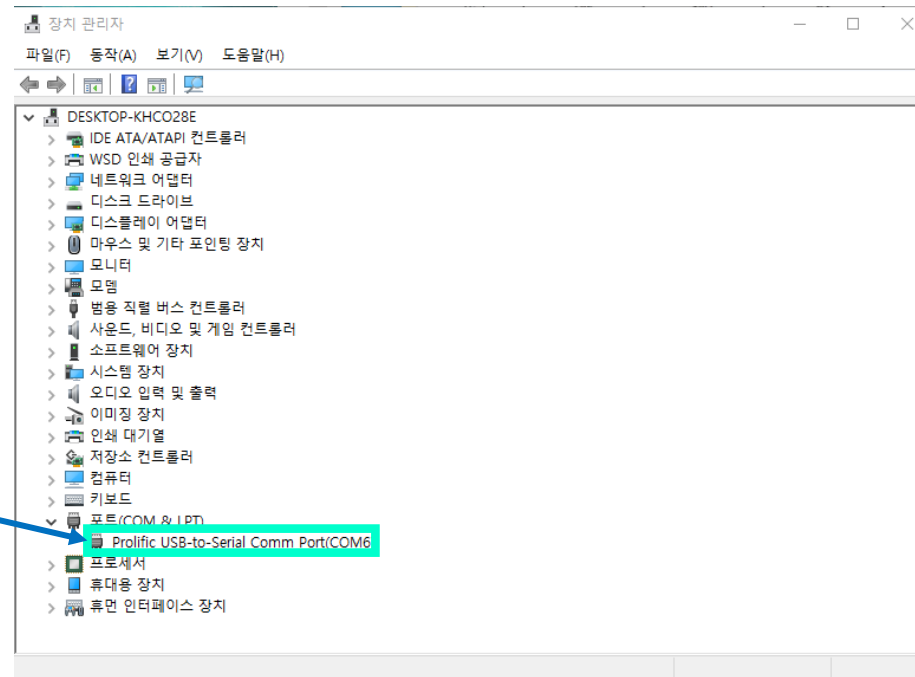 장치 관리자
파일(F) 동작(A) 보기(V) 도움말(H)
DESKTOP-KHCO28E
IDE ATA/ATAPI 컨트롤러
WSD 인쇄 공급자
네트워크 어댑터
디스크 드라이브
디스플레이 어댑터
마우스 및 기타 포인팅 장치
모니터
모뎀
범용 직렬 버스 컨트롤러
사운드, 비디오 및 게임 컨트롤러
소프트웨어 장치
시스템 장치
오디오 입력 및 출력
이미징 장치
인쇄 대기열
저장소 컨트롤러
컴퓨터
키보드
포트(COM & LPT)
Prolific USB-to-Serial Comm Port(COM6
프로세서
휴대용 장치
휴먼 인터페이스 장치